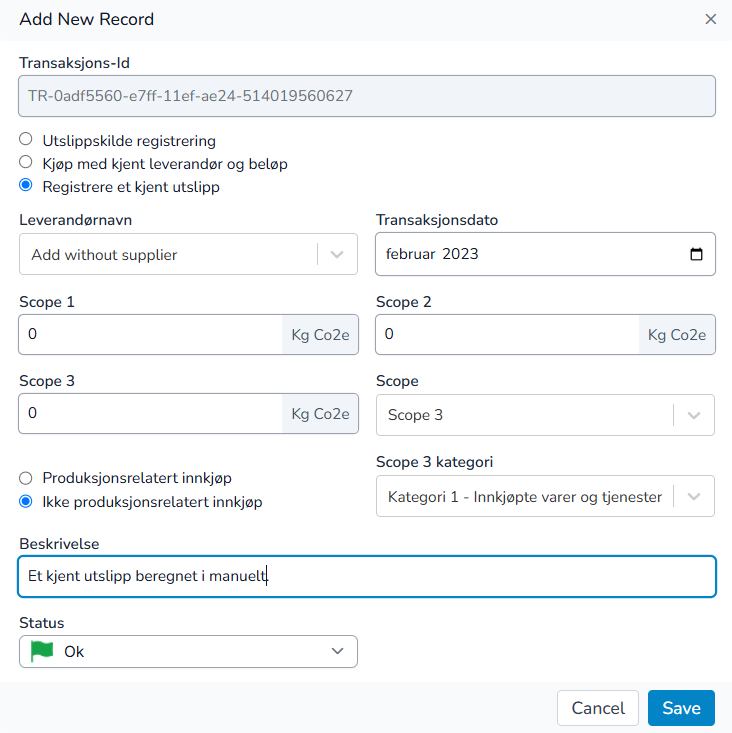 Add New Record
Transaksjons-Id
TR-0adf5560-e7ff-11ef-ae24-514019560627
Utslippskilde registrering
Kjøp med kjent leverandør og beløp
Registrere et kjent utslipp
Leverandørnavn
Transaksjonsdato
Add without supplier
februar 2023
Scope 1
Scope 2
0 Kg Co2e
0 Kg Co2e
Scope 3
Scope
0 Kg Co2e
Scope 3
Scope 3 kategori
Produksjonsrelatert innkjøp
Ikke produksjonsrelatert innkjøp
Kategori 1 - Innkjøpte varer og tjenester
Beskrivelse
Et kjent utslipp beregnet i manuelt.
Status
Ok
Cancel
Save